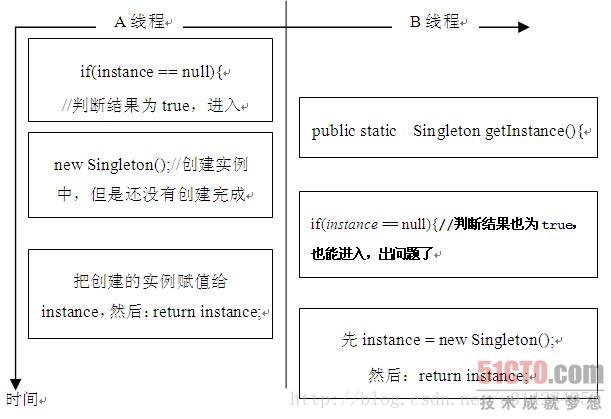 A 线程
B 线程
if(instance == null){
//判断结果为 true，进入
public static Singleton getInstance(){
new Singleton();//创建实例
中，但是还没有创建完成
if(instance == null){//判断结果也为true，
也能进入，出问题了
把创建的实例赋值给
instance，然后：return instance;
先 instance = new Singleton();
然后：return instance;
时间
51CTO.com
技术成就梦想
http://blog.csdn.ne